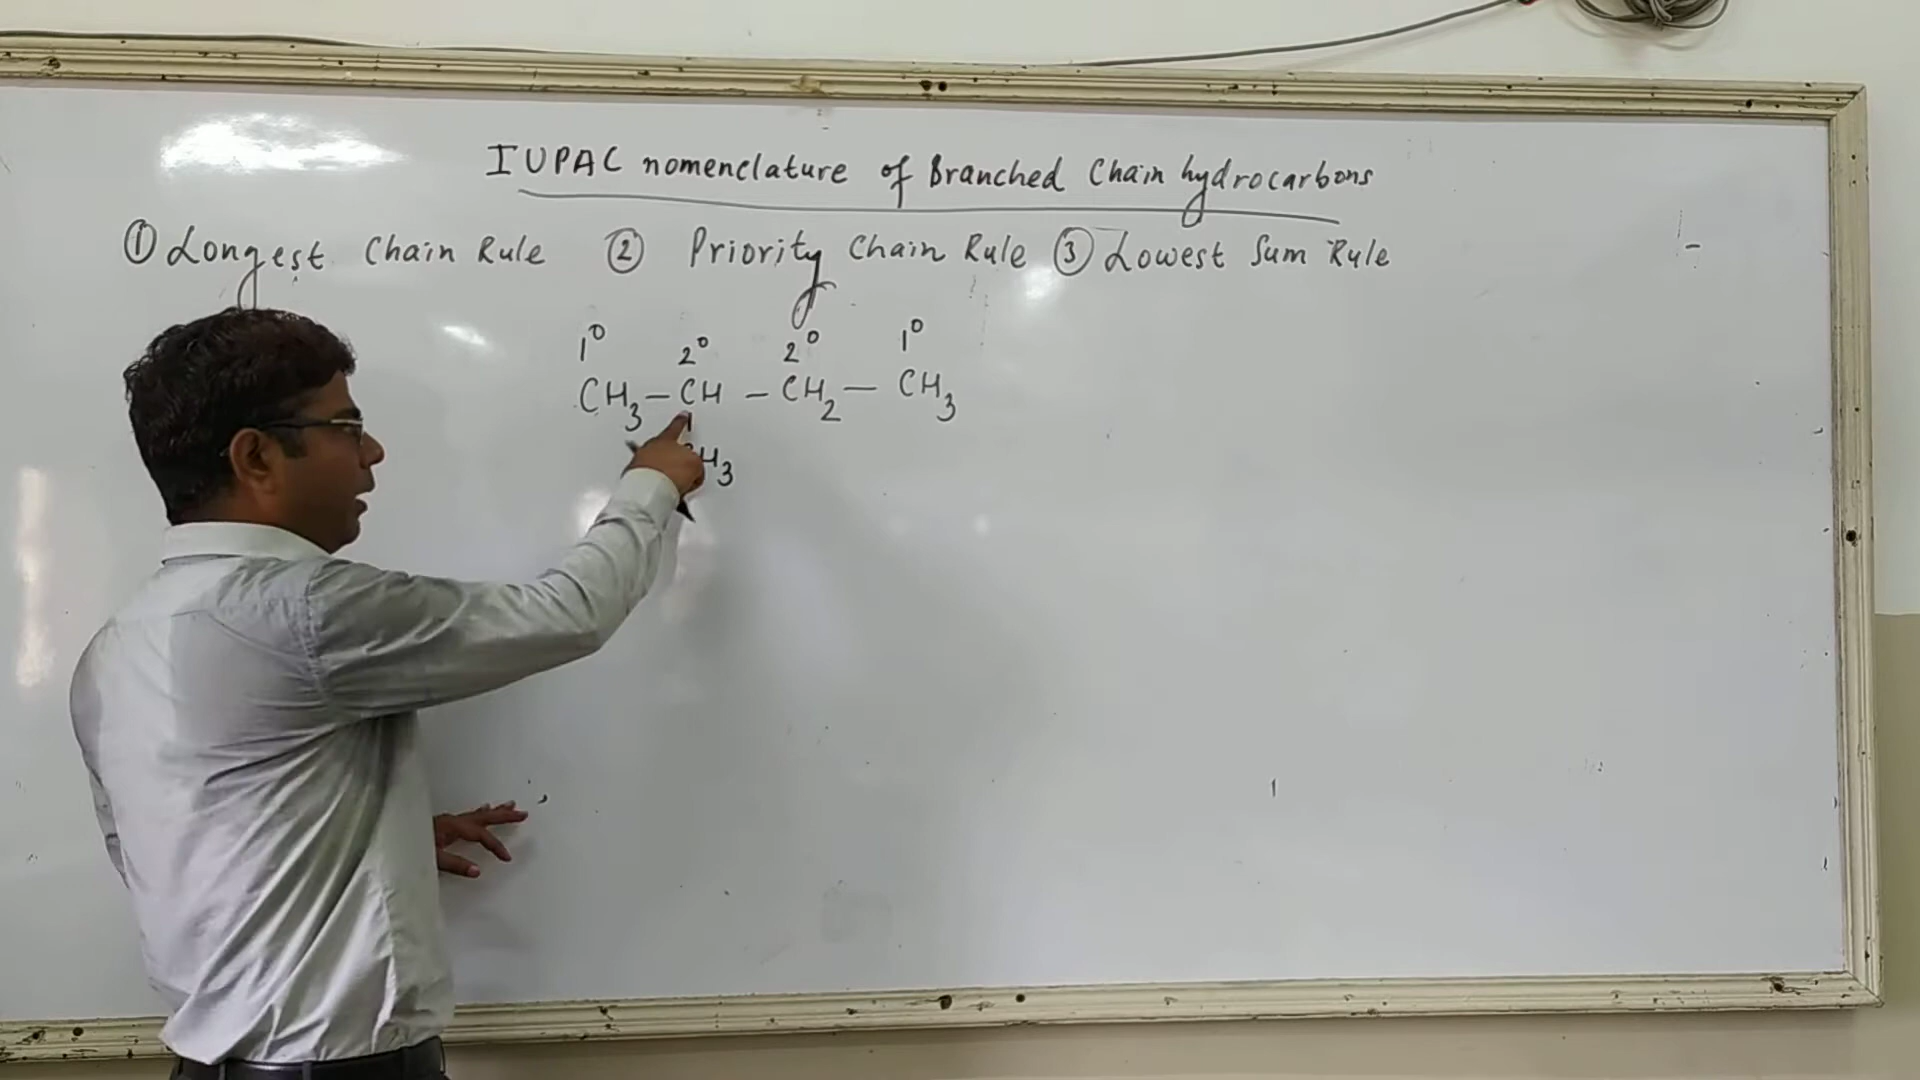 IUPAC nomenclature of Branched Chain hydrocarbons
① Longest Chain Rule ② Priority Chain Rule ③ Lowest Sum Rule
1° 2° 2° 1°
CH3 — CH — CH2 — CH3
H3